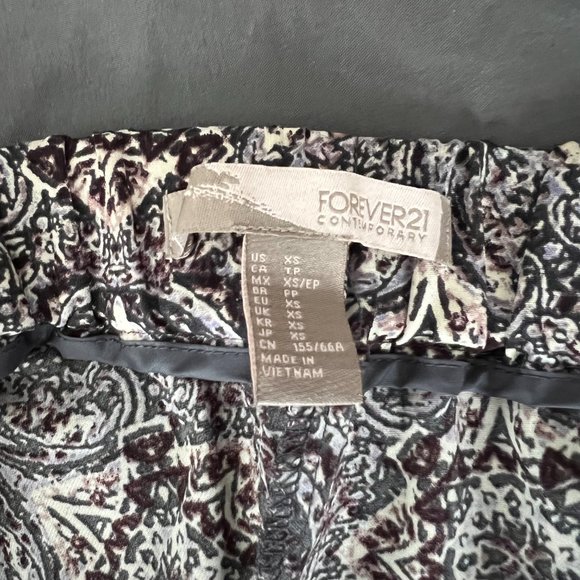 FOREVER21
CONTEMPORARY
US XS
CA TP
MX XS/EP
BR PP
EU XS
UK XS
KR XS
JP XS
CN 155/66A
MADE IN
VIETNAM